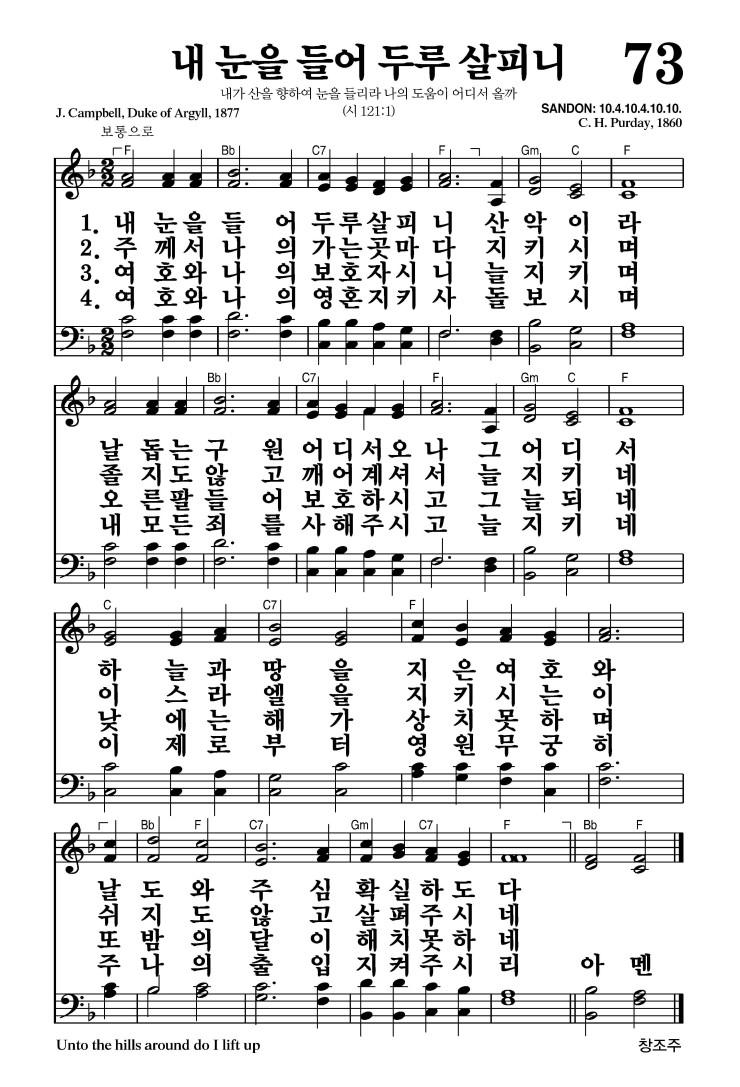 내 눈을 들어 두루 살피니 73
내가 산을 향하여 눈을 들리라 나의 도움이 어디서 올까
J. Campbell, Duke of Argyll, 1877 (시 121:1) SANDON: 10.4.10.4.10.10.
보통으로 C. H. Purday, 1860
F Bb C7 F Gm C F
1. 내 눈을 들 어 두루살피 니 산 악 이 라
2. 주 께서 나 의 가는곳마 다 지 키 시 며
3. 여 호와 나 의 보호자시 니 늘 지 키 며
4. 여 호와 나 의 영혼지키 사 돌 보 시 며
Bb C7 F Gm C F
날 돕는 구 원 어디서오 나 그 어 디 서
졸 지도 않 고 깨어계셔 서 늘 지 키 네
오 른팔 들 어 보호하시 고 그 늘 되 네
내 모든 죄 를 사해주시 고 늘 지 키 네
C C7 F
하 늘 과 땅 을 지 은 여 호 와
이 스 라 엘 을 지 키 시 는 이
낮 에 는 해 가 상 치 못 하 며
이 제 로 부 터 영 원 무 궁 히
Bb F C7 F Bb Gm C7 F Bb F
날 도 와 주 심 확 실 하 도 다
쉬 지 도 않 고 살 펴 주 시 네
또 밤 의 달 이 해 치 못 하 네
주 나 의 출 입 지 켜 주 시 리 아 멘
Unto the hills around do I lift up 창조주